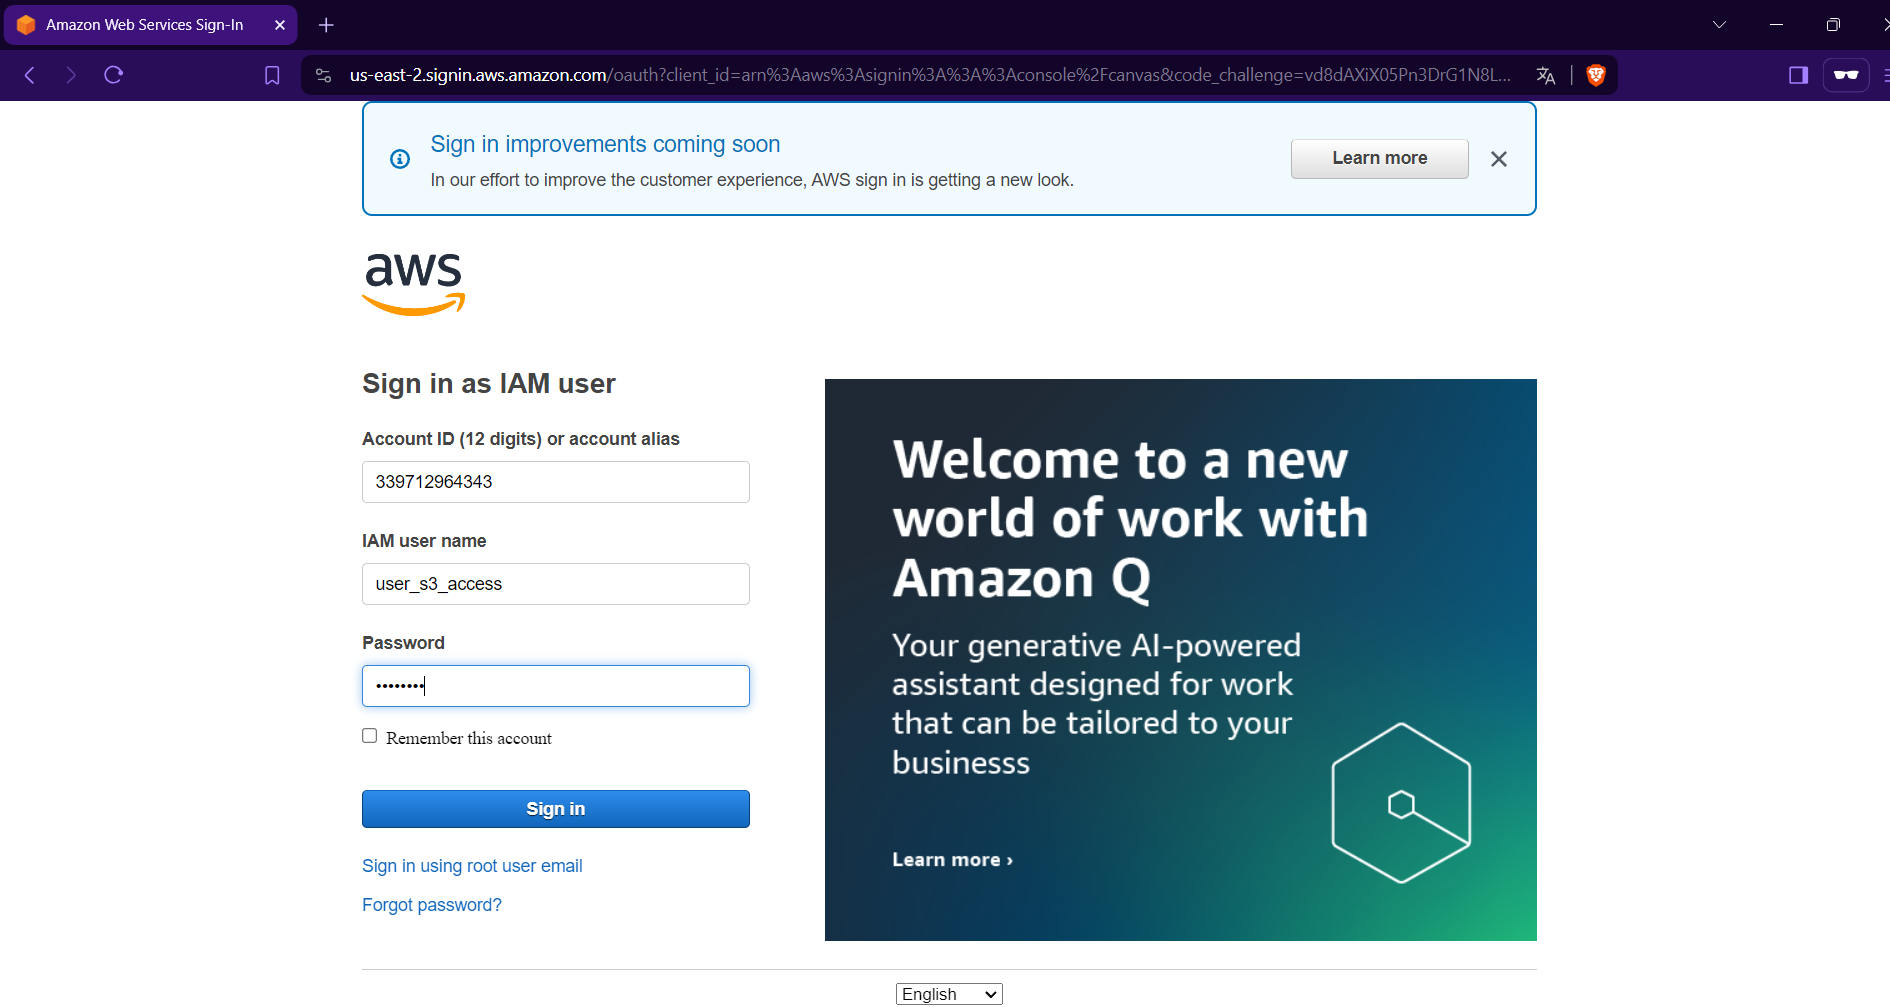 Amazon Web Services Sign-In
us-east-2.signin.aws.amazon.com/oauth?client_id=arn%3Aaws%3Asignin%3A%3A%3Aconsole%2Fcanvas&code_challenge=vd8dAXiX05Pn3DrG1N8L...
Sign in improvements coming soon
In our effort to improve the customer experience, AWS sign in is getting a new look.
Learn more
aws
Sign in as IAM user
Account ID (12 digits) or account alias
339712964343
IAM user name
user_s3_access
Password
••••••••
Remember this account
Sign in
Sign in using root user email
Forgot password?
Welcome to a new
world of work with
Amazon Q
Your generative AI-powered
assistant designed for work
that can be tailored to your
businesss
Learn more ›
English